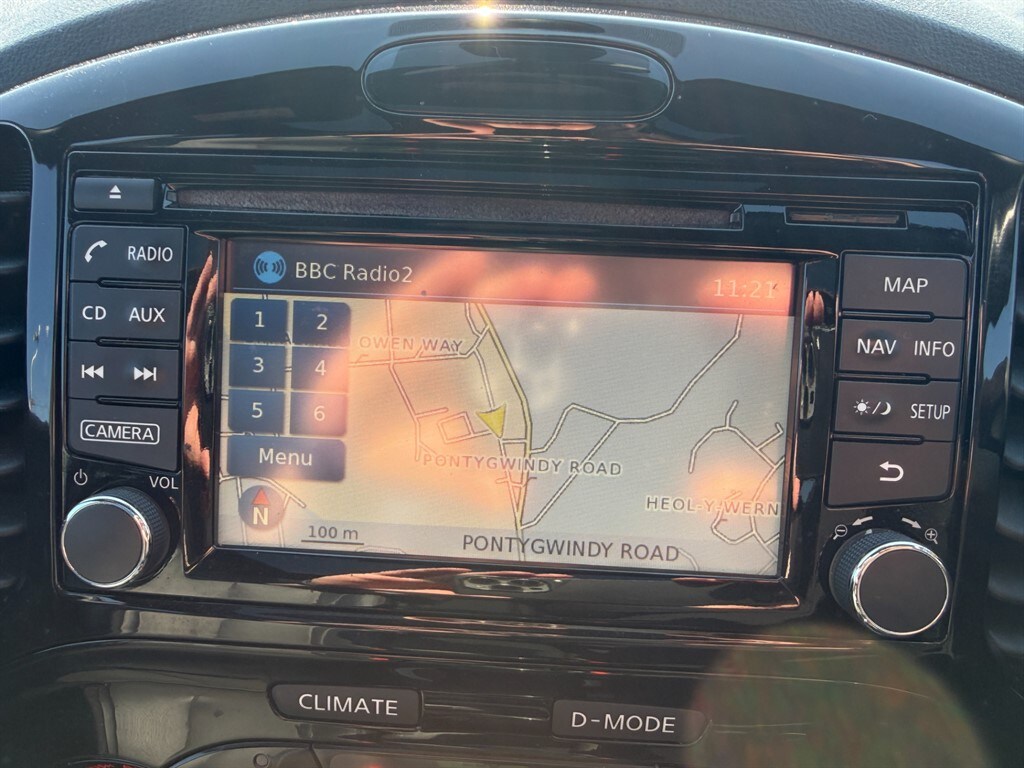 RADIO
CD AUX
CAMERA
VOL
BBC Radio2
11:21
1 2
3 4
5 6
Menu
N
100 m
OWEN WAY
PONTYGWINDY ROAD
HEOL-Y-WERN
PONTYGWINDY ROAD
MAP
NAV INFO
SETUP
CLIMATE
D-MODE